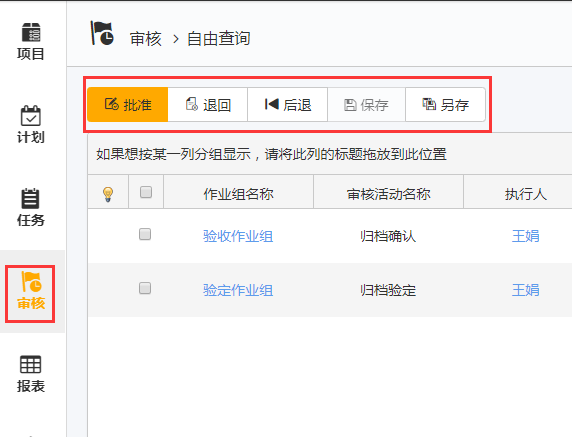 项目
计划
任务
审核
报表
审核 > 自由查询
批准 退回 后退 保存 另存
如果想按某一列分组显示，请将此列的标题拖放到此位置
作业组名称 审核活动名称 执行人
验收作业组 归档确认 王娟
验定作业组 归档验定 王娟